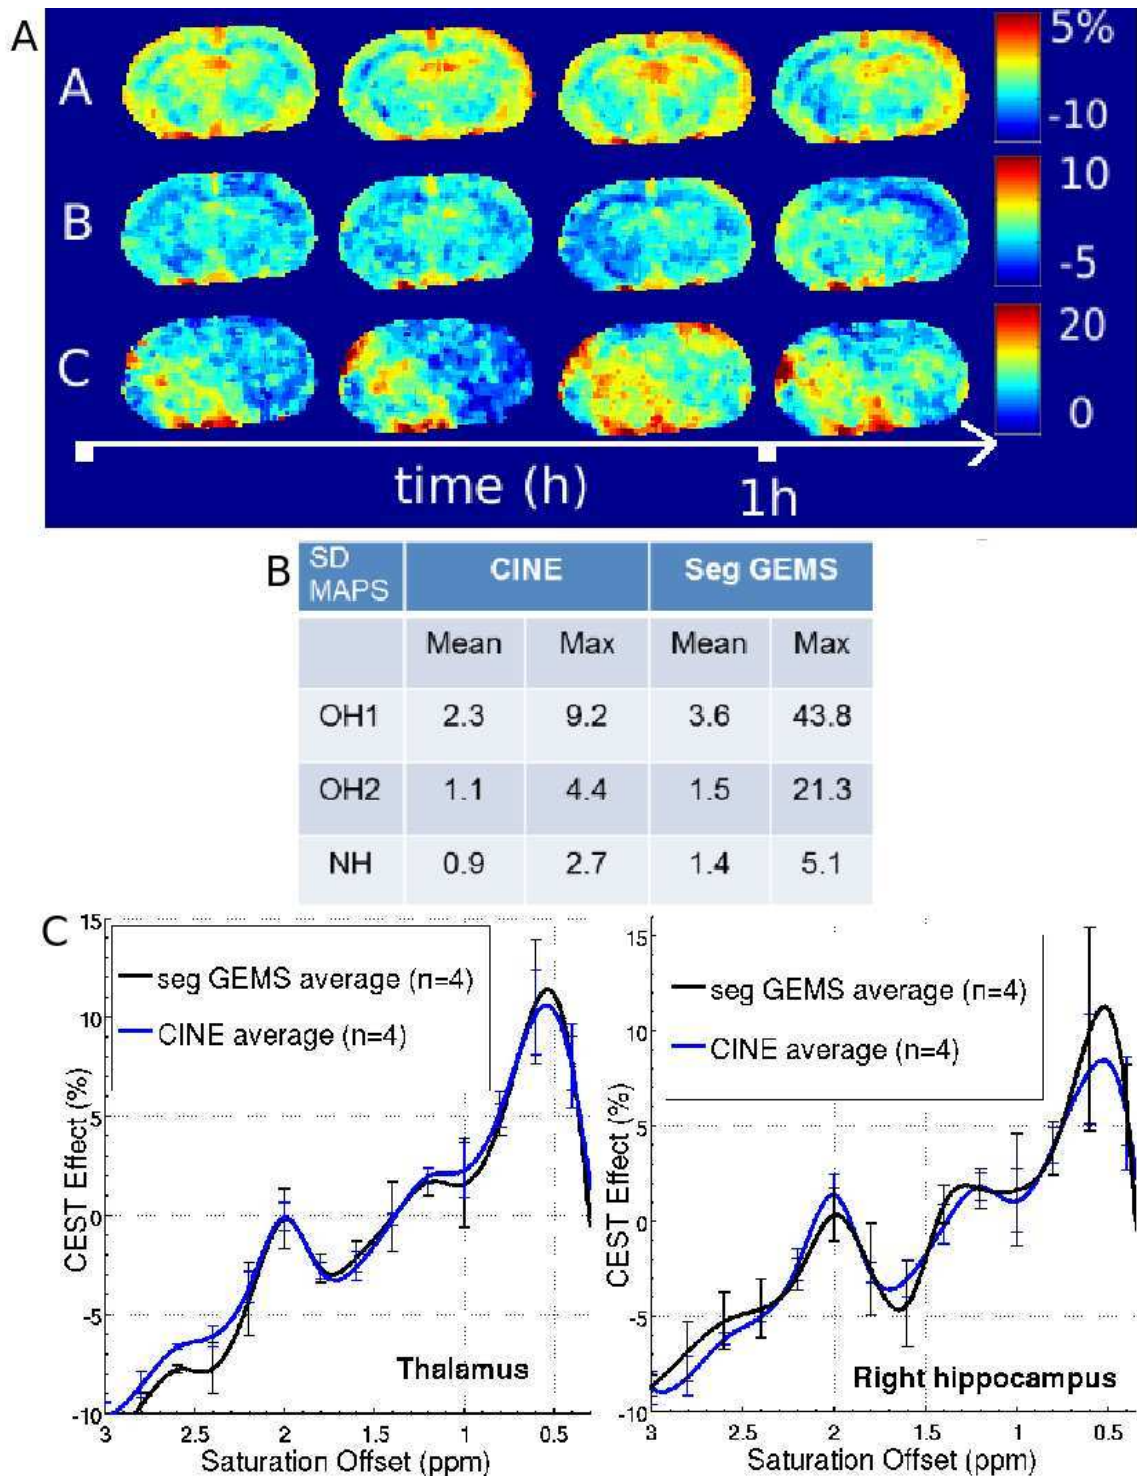 A
A
5%
-10
B
10
-5
C
20
0
time (h)
1h
B
SD MAPS CINE Seg GEMS
Mean Max Mean Max
OH1 2.3 9.2 3.6 43.8
OH2 1.1 4.4 1.5 21.3
NH 0.9 2.7 1.4 5.1
C
seg GEMS average (n=4)
CINE average (n=4)
CEST Effect (%)
15
10
5
0
-5
-10
Thalamus
3 2.5 2 1.5 1 0.5
Saturation Offset (ppm)
seg GEMS average (n=4)
CINE average (n=4)
CEST Effect (%)
15
10
5
0
-5
-10
Right hippocampus
3 2.5 2 1.5 1 0.5
Saturation Offset (ppm)